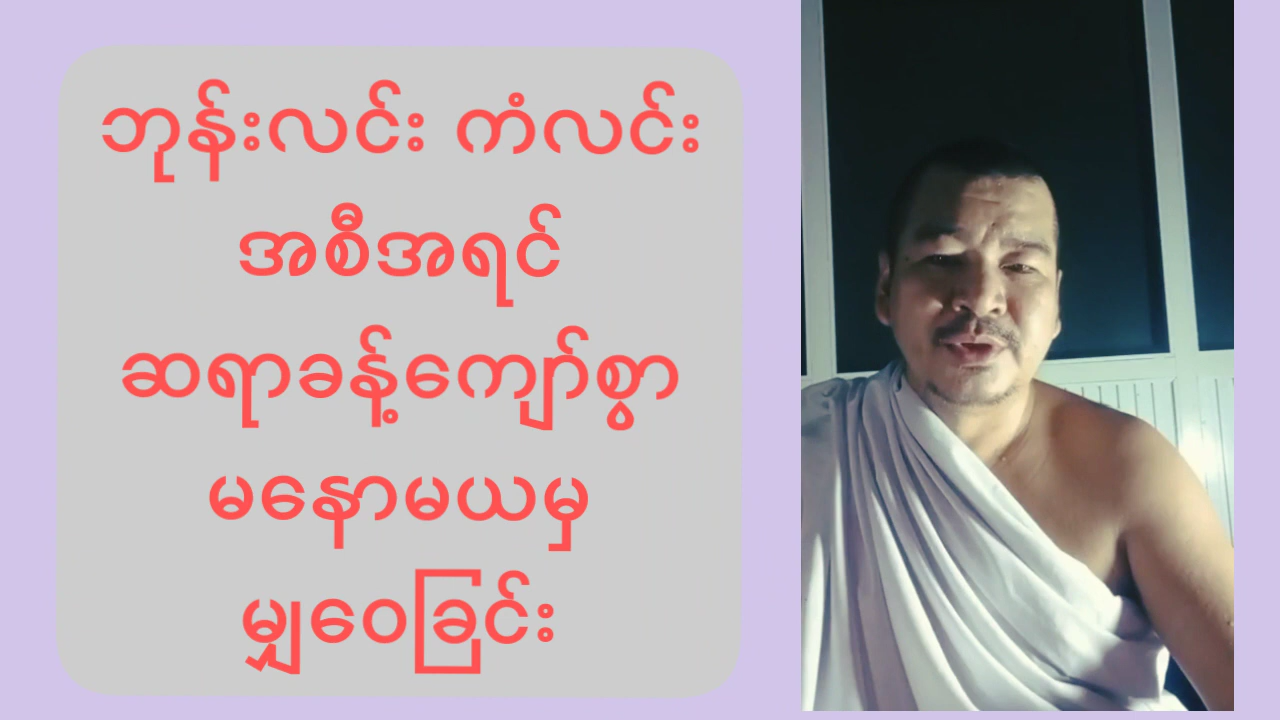 ဘုန်းလင်း ကံလင်း
အစီအရင်
ဆရာခန့်ကျော်စွာ
မနောမယမှ
မျှဝေခြင်း